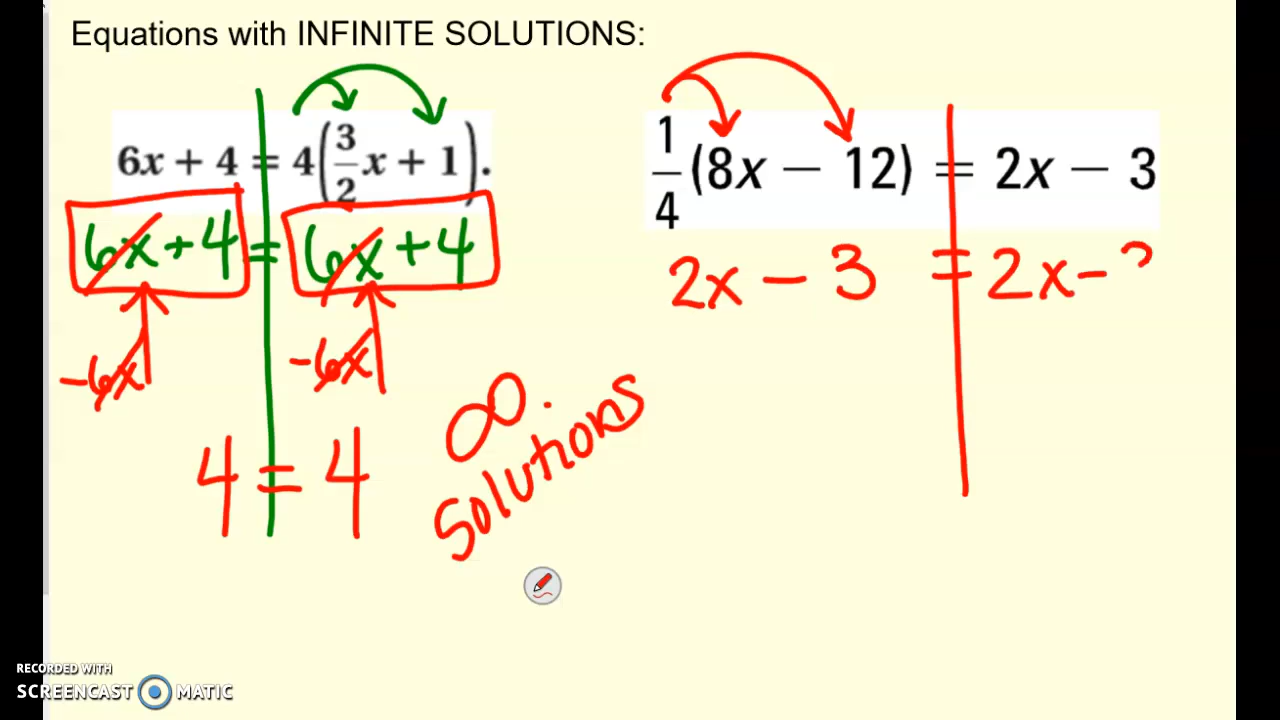 Equations with INFINITE SOLUTIONS:
6x + 4 = 4(3/2 x + 1).
6x + 4 = 6x + 4
-6x -6x
4 = 4
∞ solutions
1/4 (8x − 12) = 2x − 3
2x − 3 = 2x −
RECORDED WITH
SCREENCAST MATIC